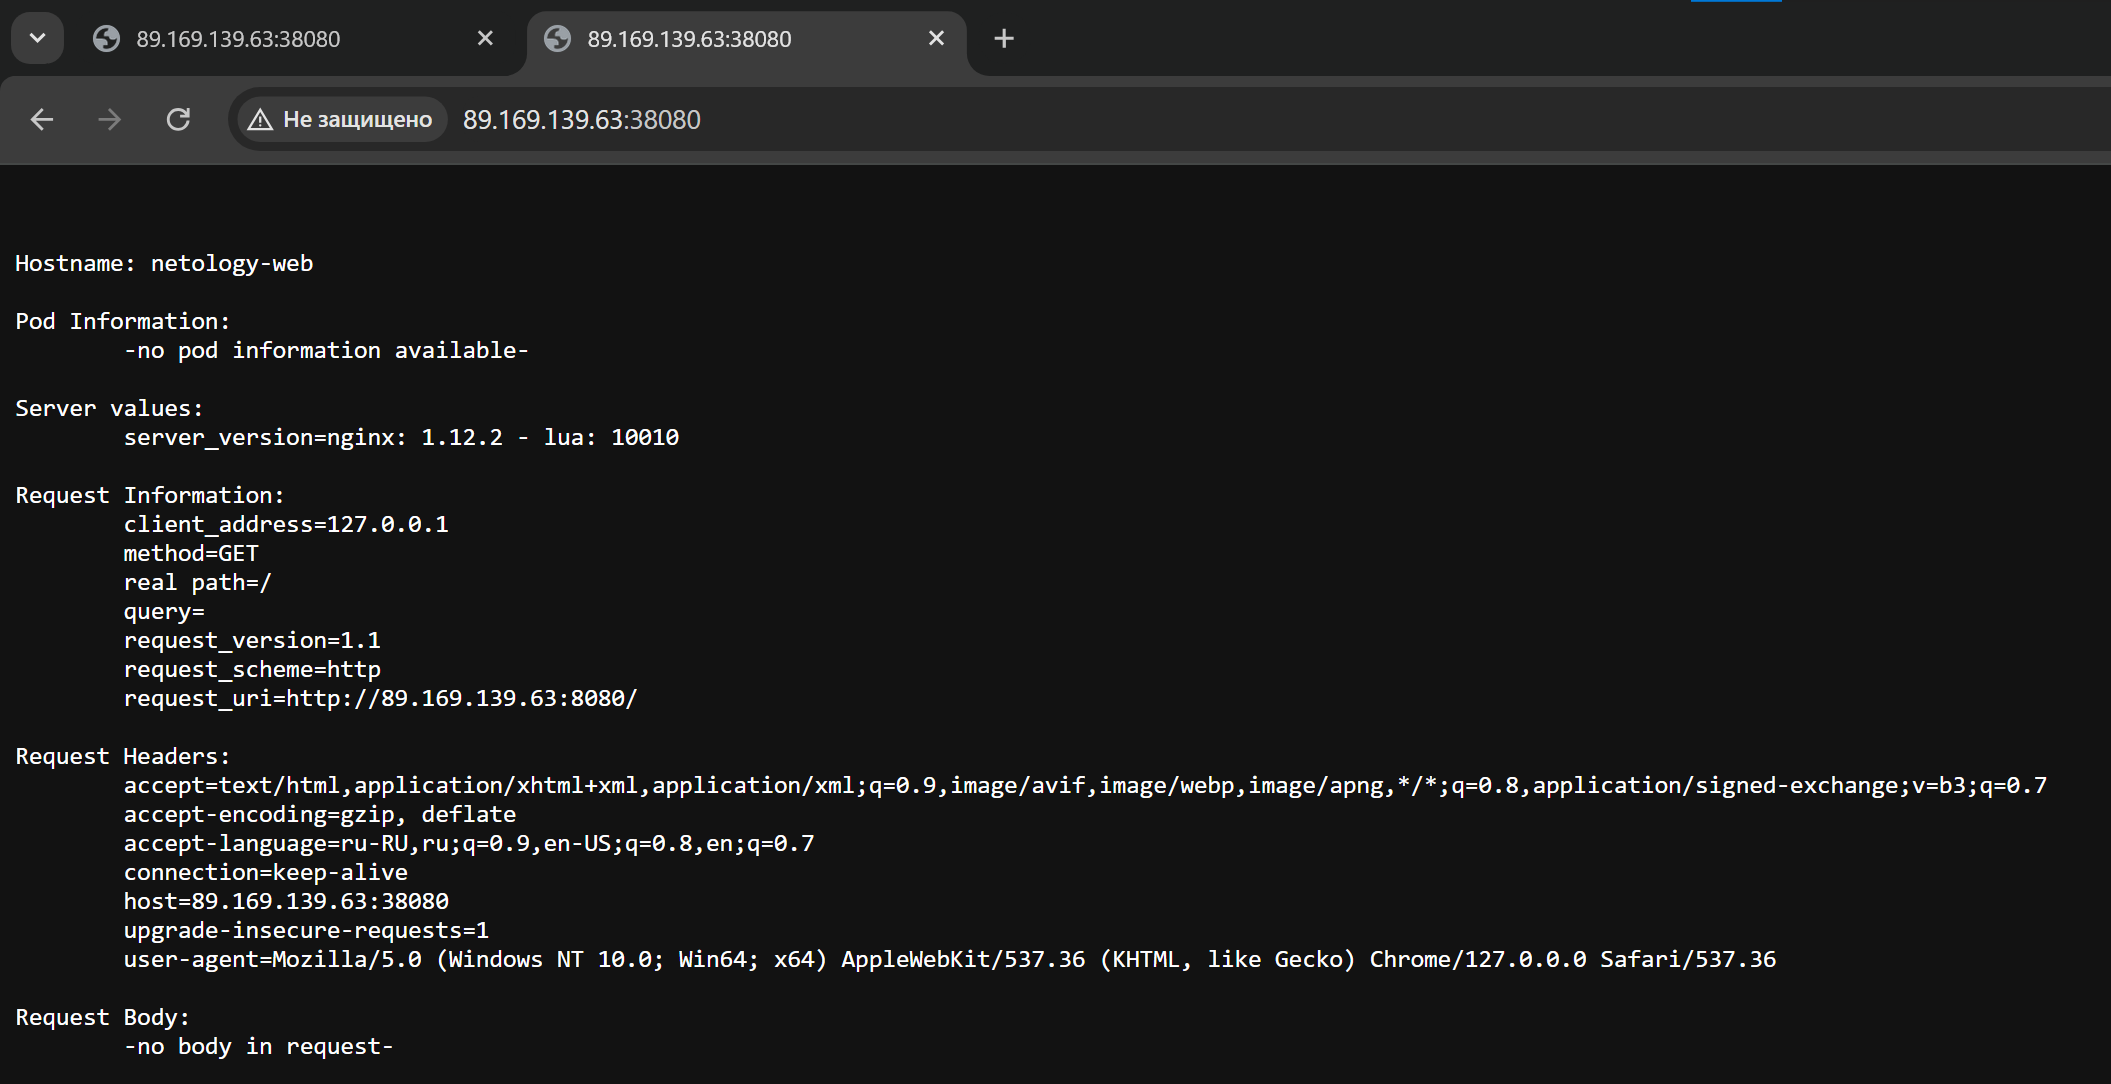 89.169.139.63:38080
89.169.139.63:38080
Не защищено 89.169.139.63:38080
Hostname: netology-web
Pod Information:
-no pod information available-
Server values:
server_version=nginx: 1.12.2 - lua: 10010
Request Information:
client_address=127.0.0.1
method=GET
real path=/
query=
request_version=1.1
request_scheme=http
request_uri=http://89.169.139.63:8080/
Request Headers:
accept=text/html,application/xhtml+xml,application/xml;q=0.9,image/avif,image/webp,image/apng,*/*;q=0.8,application/signed-exchange;v=b3;q=0.7
accept-encoding=gzip, deflate
accept-language=ru-RU,ru;q=0.9,en-US;q=0.8,en;q=0.7
connection=keep-alive
host=89.169.139.63:38080
upgrade-insecure-requests=1
user-agent=Mozilla/5.0 (Windows NT 10.0; Win64; x64) AppleWebKit/537.36 (KHTML, like Gecko) Chrome/127.0.0.0 Safari/537.36
Request Body:
-no body in request-